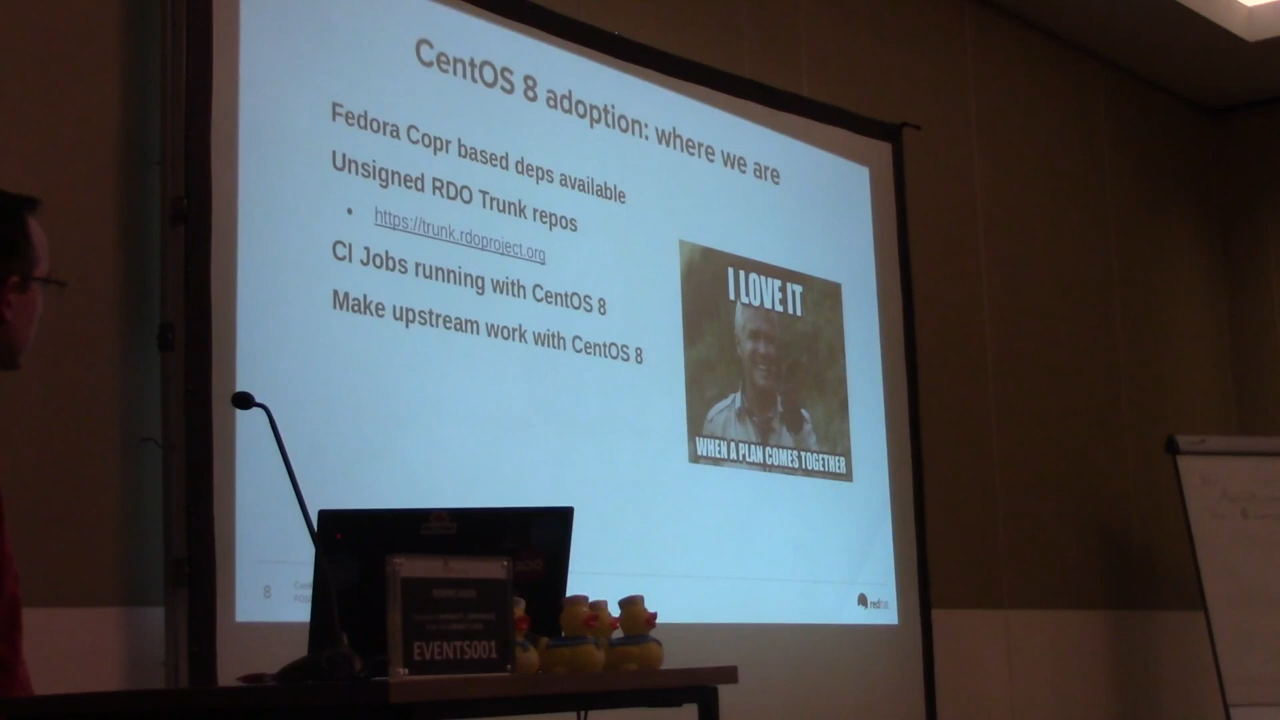 CentOS 8 adoption: where we are
Fedora Copr based deps available
Unsigned RDO Trunk repos
• https://trunk.rdoproject.org
CI Jobs running with CentOS 8
Make upstream work with CentOS 8
I LOVE IT
WHEN A PLAN COMES TOGETHER
8
redhat
EVENTS001